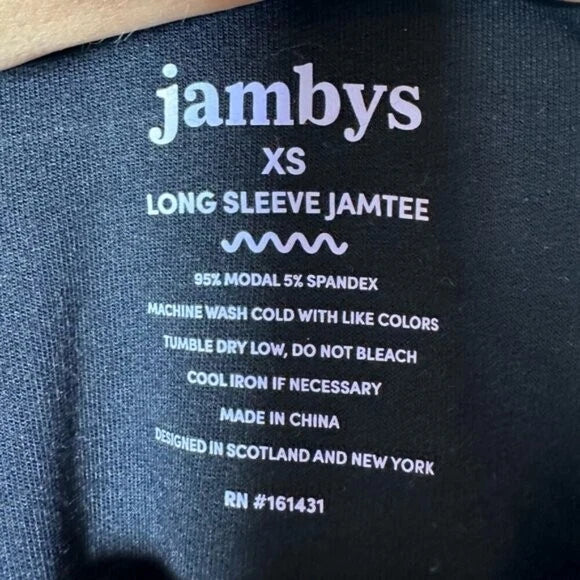 jambys
XS
LONG SLEEVE JAMTEE
95% MODAL 5% SPANDEX
MACHINE WASH COLD WITH LIKE COLORS
TUMBLE DRY LOW, DO NOT BLEACH
COOL IRON IF NECESSARY
MADE IN CHINA
DESIGNED IN SCOTLAND AND NEW YORK
RN #161431